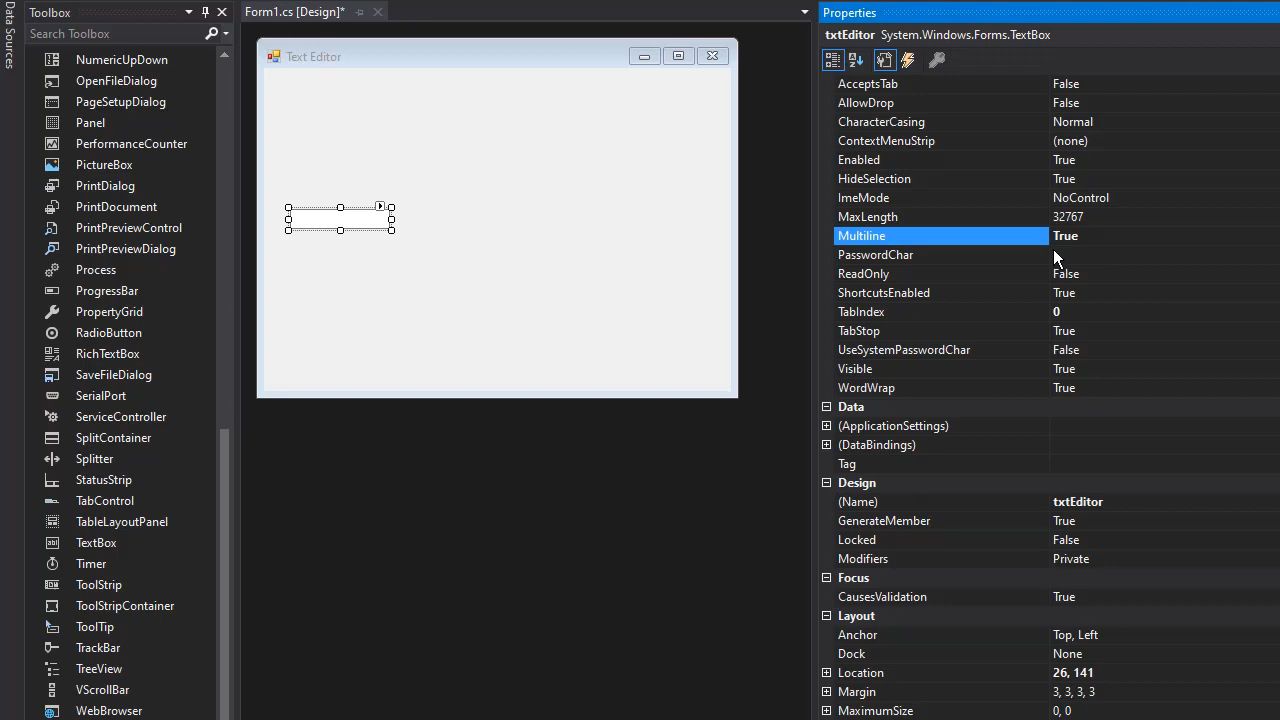 Data Sources
Toolbox
Search Toolbox
NumericUpDown
OpenFileDialog
PageSetupDialog
Panel
PerformanceCounter
PictureBox
PrintDialog
PrintDocument
PrintPreviewControl
PrintPreviewDialog
Process
ProgressBar
PropertyGrid
RadioButton
RichTextBox
SaveFileDialog
SerialPort
ServiceController
SplitContainer
Splitter
StatusStrip
TabControl
TableLayoutPanel
TextBox
Timer
ToolStrip
ToolStripContainer
ToolTip
TrackBar
TreeView
VScrollBar
WebBrowser
Form1.cs [Design]*
Text Editor
Properties
txtEditor System.Windows.Forms.TextBox
AcceptsTab False
AllowDrop False
CharacterCasing Normal
ContextMenuStrip (none)
Enabled True
HideSelection True
ImeMode NoControl
MaxLength 32767
Multiline True
PasswordChar
ReadOnly False
ShortcutsEnabled True
TabIndex 0
TabStop True
UseSystemPasswordChar False
Visible True
WordWrap True
Data
(ApplicationSettings)
(DataBindings)
Tag
Design
(Name) txtEditor
GenerateMember True
Locked False
Modifiers Private
Focus
CausesValidation True
Layout
Anchor Top, Left
Dock None
Location 26, 141
Margin 3, 3, 3, 3
MaximumSize 0, 0